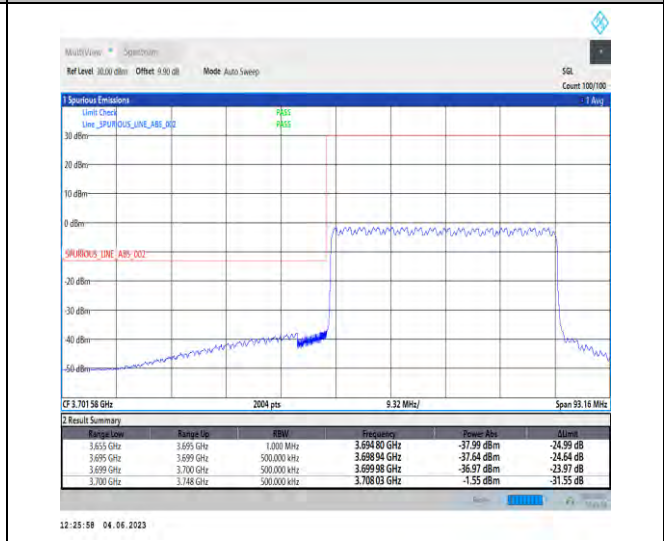 MultiView Spectrum
Ref Level 30.00 dBm Offset 9.90 dB Mode Auto Sweep SGL
Count 100/100
1 Spurious Emissions 1 Avg
Limit Check PASS
Line _SPURIOUS_LINE_ABS_002 PASS
30 dBm
20 dBm
10 dBm
0 dBm
SPURIOUS_LINE_ABS_002
-20 dBm
-30 dBm
-40 dBm
-50 dBm
CF 3.70158 GHz 2004 pts 9.32 MHz/ Span 93.16 MHz
2 Result Summary
Range Low Range Up RBW Frequency Power Abs ΔLimit
3.655 GHz 3.695 GHz 1.000 MHz 3.694 80 GHz -37.99 dBm -24.99 dB
3.695 GHz 3.699 GHz 500.000 kHz 3.698 94 GHz -37.64 dBm -24.64 dB
3.699 GHz 3.700 GHz 500.000 kHz 3.699 98 GHz -36.97 dBm -23.97 dB
3.700 GHz 3.748 GHz 500.000 kHz 3.708 03 GHz -1.55 dBm -31.55 dB
12:25:58 04.06.2023